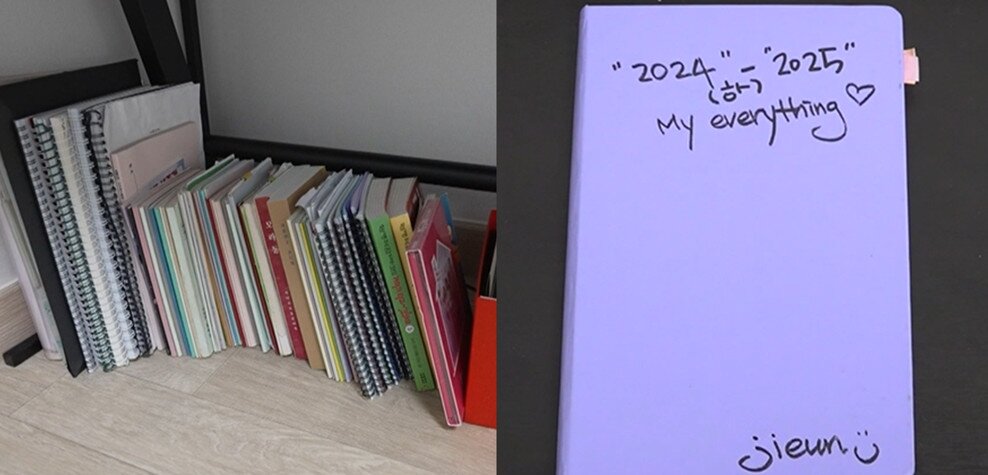 "2024" - "2025"
(하)
My everything ♡
jieun